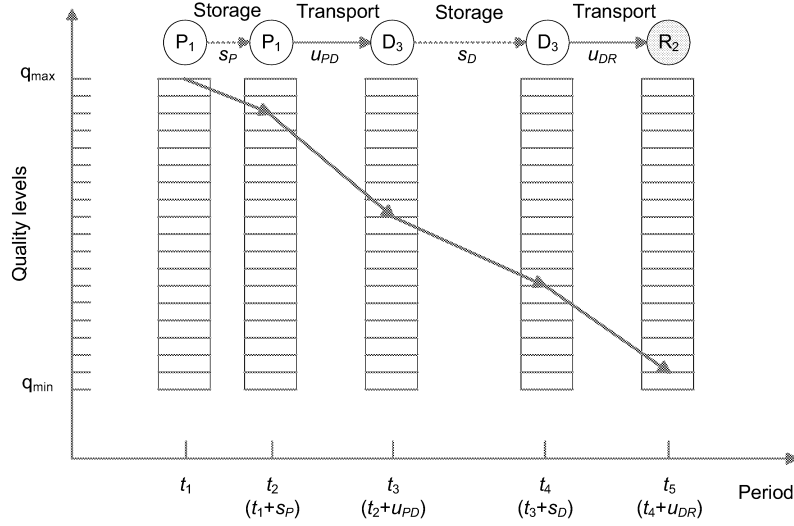 Storage Transport Storage Transport
P1 P1 D3 D3 R2
sP uPD sD uDR
qmax
Quality levels
qmin
t1 t2 t3 t4 t5 Period
(t1+sP) (t2+uPD) (t3+sD) (t4+uDR)